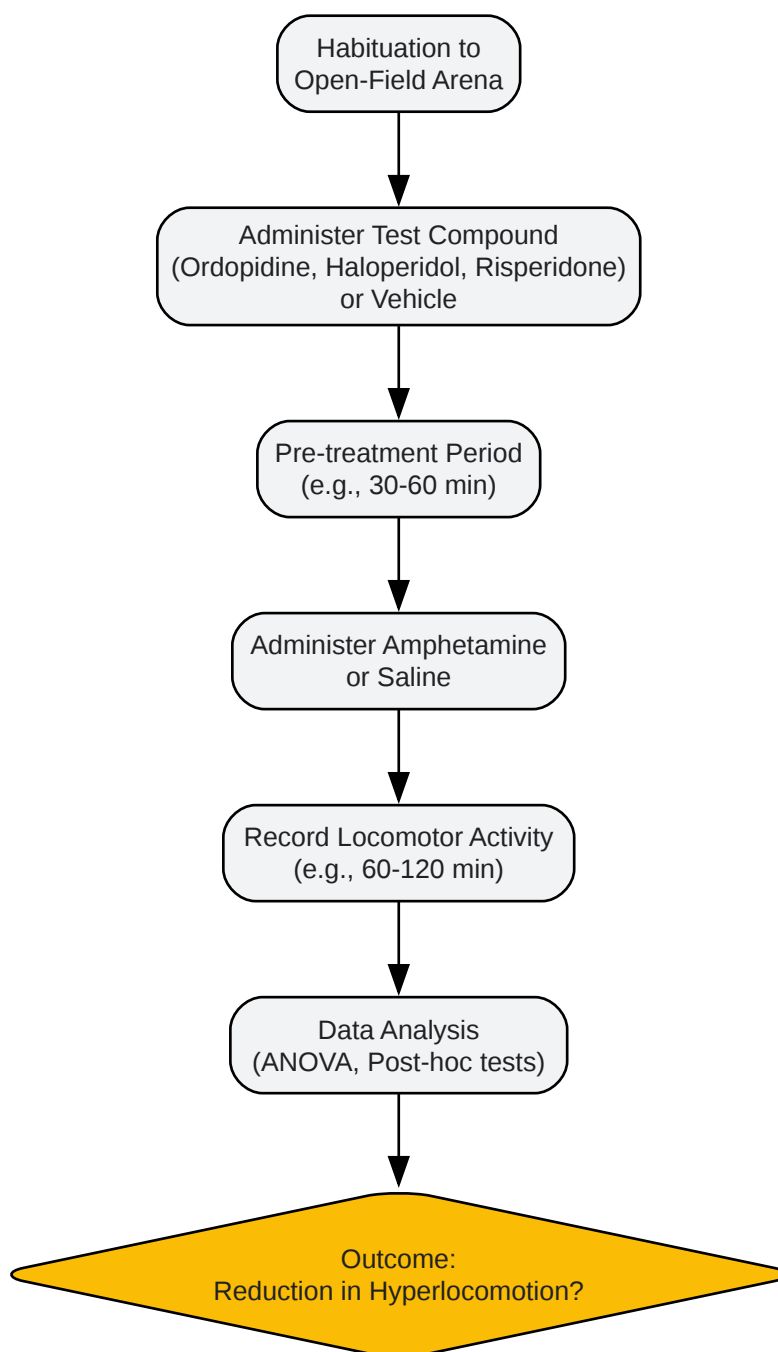 Habituation to
Open-Field Arena
Administer Test Compound
(Ordopidine, Haloperidol, Risperidone)
or Vehicle
Pre-treatment Period
(e.g., 30-60 min)
Administer Amphetamine
or Saline
Record Locomotor Activity
(e.g., 60-120 min)
Data Analysis
(ANOVA, Post-hoc tests)
Outcome:
Reduction in Hyperlocomotion?